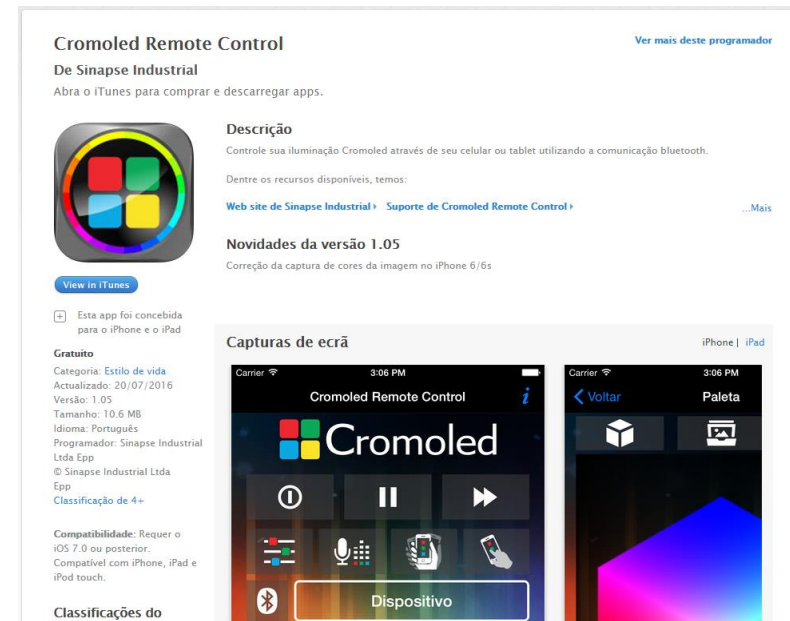 Cromoled Remote Control
Ver mais deste programador
De Sinapse Industrial
Abra o iTunes para comprar e descarregar apps.
Descrição
Controle sua iluminação Cromoled através de seu celular ou tablet utilizando a comunicação bluetooth.
Dentre os recursos disponíveis, temos:
Web site de Sinapse Industrial
Suporte de Cromoled Remote Control
...Mais
Novidades da versão 1.05
Correção da captura de cores da imagem no iPhone 6/6s
View in iTunes
Esta app foi concebida
para o iPhone e o iPad
Gratuito
Categoria: Estilo de vida
Actualizado: 20/07/2016
Versão: 1.05
Tamanho: 10.6 MB
Idioma: Português
Programador: Sinapse Industrial
Ltda Epp
© Sinapse Industrial Ltda
Epp
Classificação de 4+
Compatibilidade: Requer o
iOS 7.0 ou posterior.
Compatível com iPhone, iPad e
iPod touch.
Classificações do
Capturas de ecrã
iPhone | iPad
Carrier 3:06 PM
Cromoled Remote Control
Cromoled
Dispositivo
Carrier 3:06 PM
Voltar Paleta